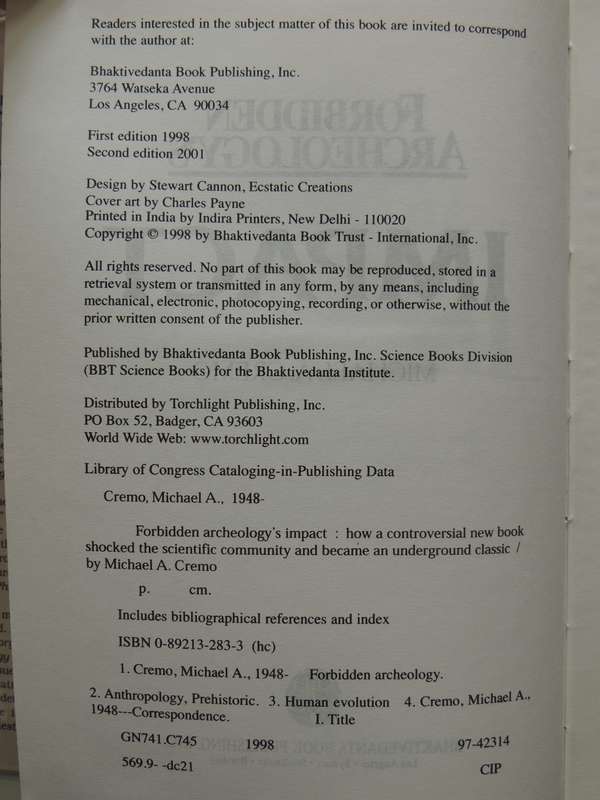 Readers interested in the subject matter of this book are invited to correspond
with the author at:
Bhaktivedanta Book Publishing, Inc.
3764 Watseka Avenue
Los Angeles, CA 90034
First edition 1998
Second edition 2001
Design by Stewart Cannon, Ecstatic Creations
Cover art by Charles Payne
Printed in India by Indira Printers, New Delhi - 110020
Copyright © 1998 by Bhaktivedanta Book Trust - International, Inc.
All rights reserved. No part of this book may be reproduced, stored in a
retrieval system or transmitted in any form, by any means, including
mechanical, electronic, photocopying, recording, or otherwise, without the
prior written consent of the publisher.
Published by Bhaktivedanta Book Publishing, Inc. Science Books Division
(BBT Science Books) for the Bhaktivedanta Institute.
Distributed by Torchlight Publishing, Inc.
PO Box 52, Badger, CA 93603
World Wide Web: www.torchlight.com
Library of Congress Cataloging-in-Publishing Data
Cremo, Michael A., 1948-
Forbidden archeology's impact : how a controversial new book
shocked the scientific community and became an underground classic /
by Michael A. Cremo
p. cm.
Includes bibliographical references and index
ISBN 0-89213-283-3 (hc)
1. Cremo, Michael A., 1948- Forbidden archeology.
2. Anthropology, Prehistoric. 3. Human evolution 4. Cremo, Michael A.,
1948---Correspondence. I. Title
GN741.C745 1998 97-42314
569.9- -dc21 CIP